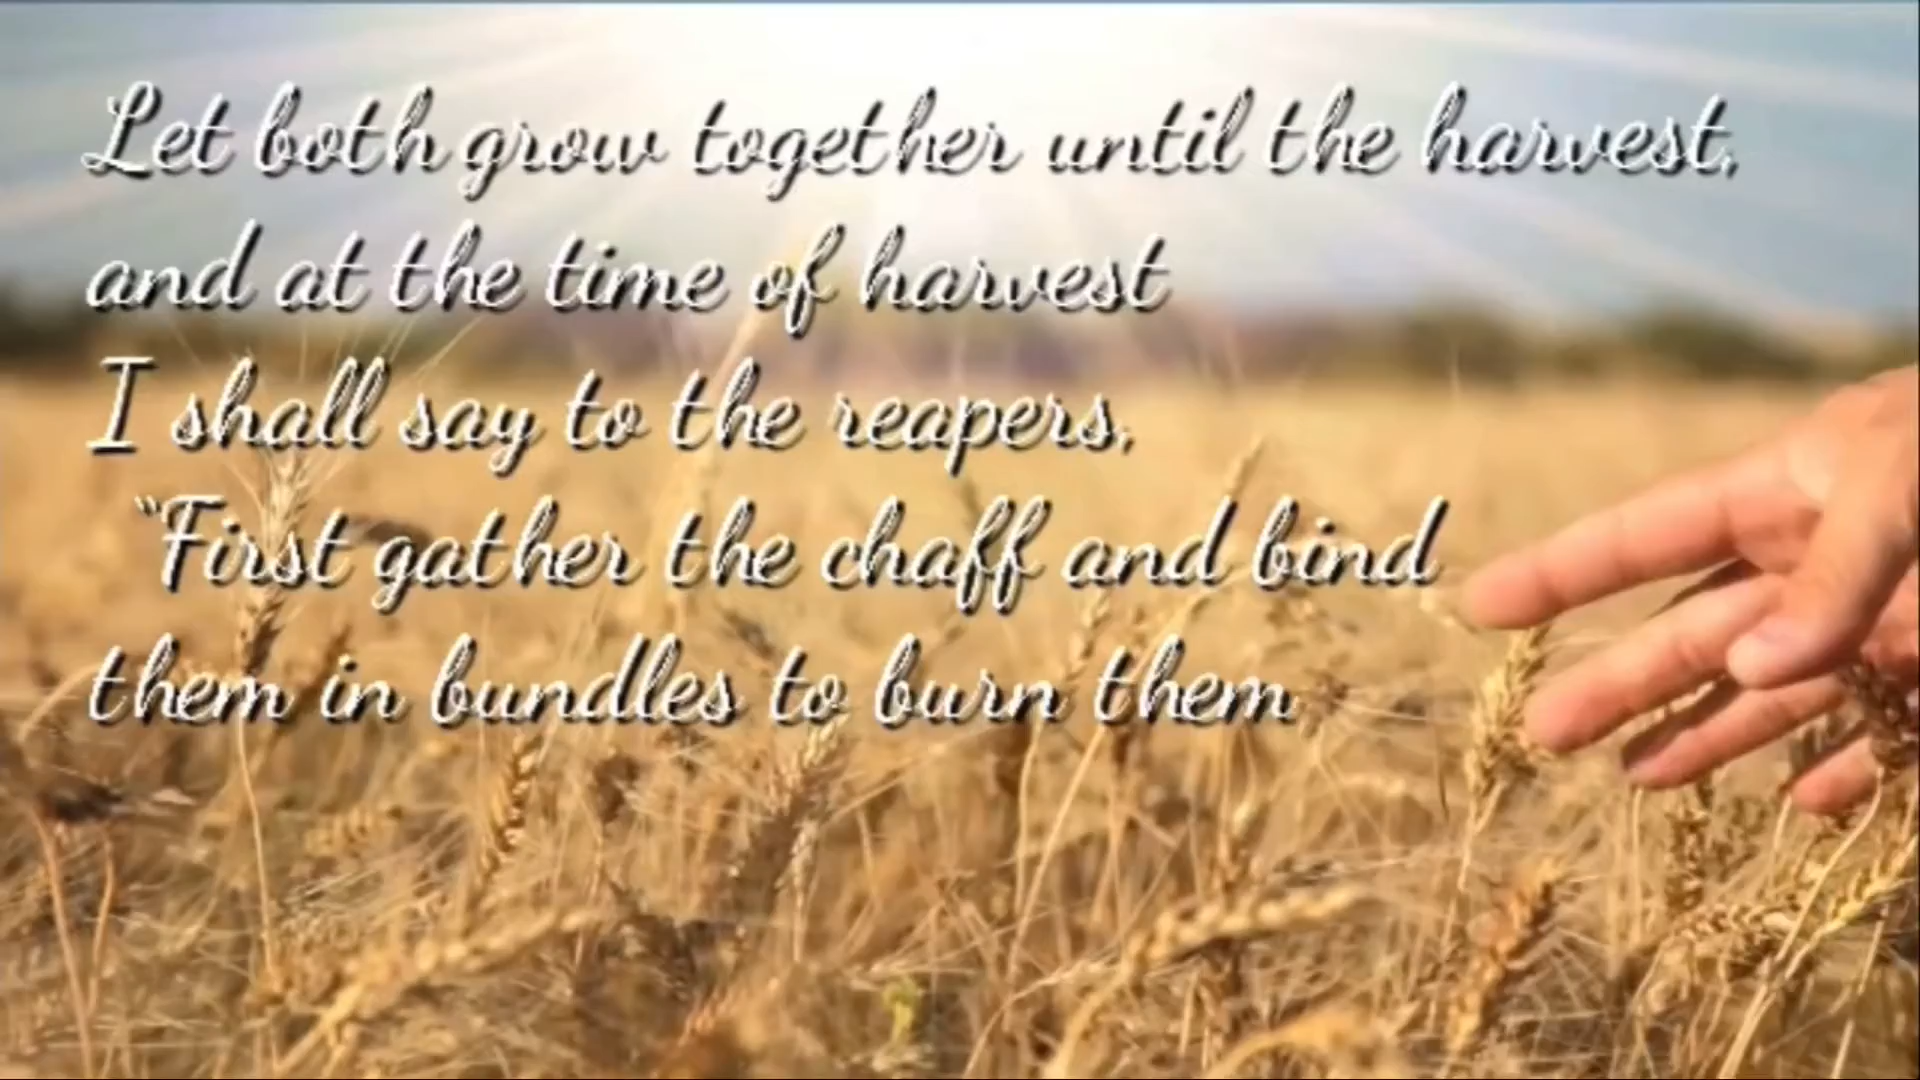 Let both grow together until the harvest,
and at the time of harvest
I shall say to the reapers,
“First gather the chaff and bind
them in bundles to burn them